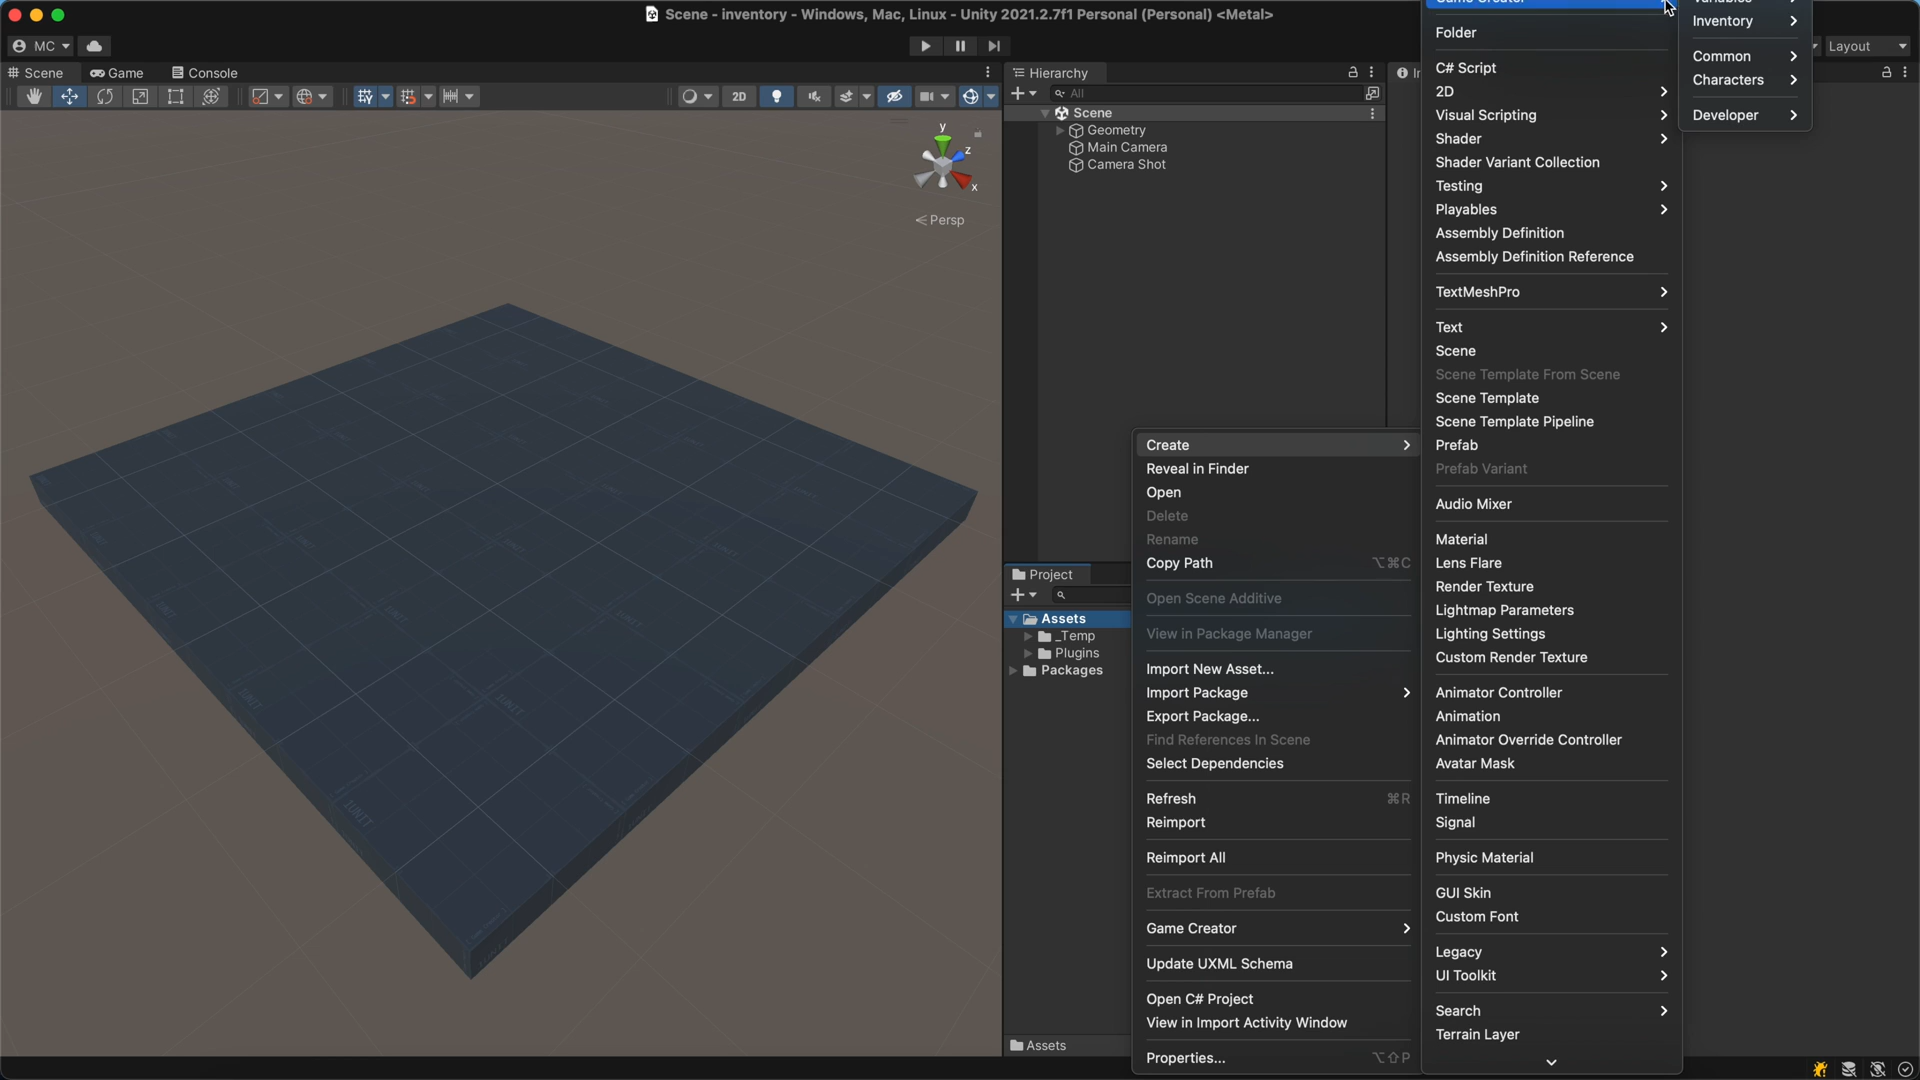 Scene - inventory - Windows, Mac, Linux - Unity 2021.2.7f1 Personal (Personal) <Metal>
MC
Layout
Scene
Game
Console
2D
y
z
x
Persp
Hierarchy
All
Scene
Geometry
Main Camera
Camera Shot
Project
Assets
_Temp
Plugins
Packages
Assets
Create
Reveal in Finder
Open
Delete
Rename
Copy Path ⌥⌘C
Open Scene Additive
View in Package Manager
Import New Asset...
Import Package
Export Package...
Find References In Scene
Select Dependencies
Refresh ⌘R
Reimport
Reimport All
Extract From Prefab
Game Creator
Update UXML Schema
Open C# Project
View in Import Activity Window
Properties... ⌥⇧P
Game Creator
Folder
C# Script
2D
Visual Scripting
Shader
Shader Variant Collection
Testing
Playables
Assembly Definition
Assembly Definition Reference
TextMeshPro
Text
Scene
Scene Template From Scene
Scene Template
Scene Template Pipeline
Prefab
Prefab Variant
Audio Mixer
Material
Lens Flare
Render Texture
Lightmap Parameters
Lighting Settings
Custom Render Texture
Animator Controller
Animation
Animator Override Controller
Avatar Mask
Timeline
Signal
Physic Material
GUI Skin
Custom Font
Legacy
UI Toolkit
Search
Terrain Layer
Variables
Inventory
Common
Characters
Developer